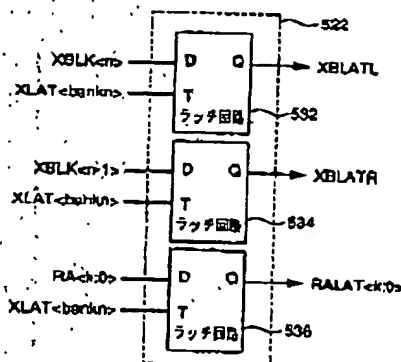 522
XBLK<n> D Q XBLATL
XLAT<bankn> T
ラッチ回路 532
XBLK<n-1> D Q XBLATR
XLAT<bankn> T
ラッチ回路 534
RA<k:0> D Q RALAT<k:0>
XLAT<bankn> T
ラッチ回路 536